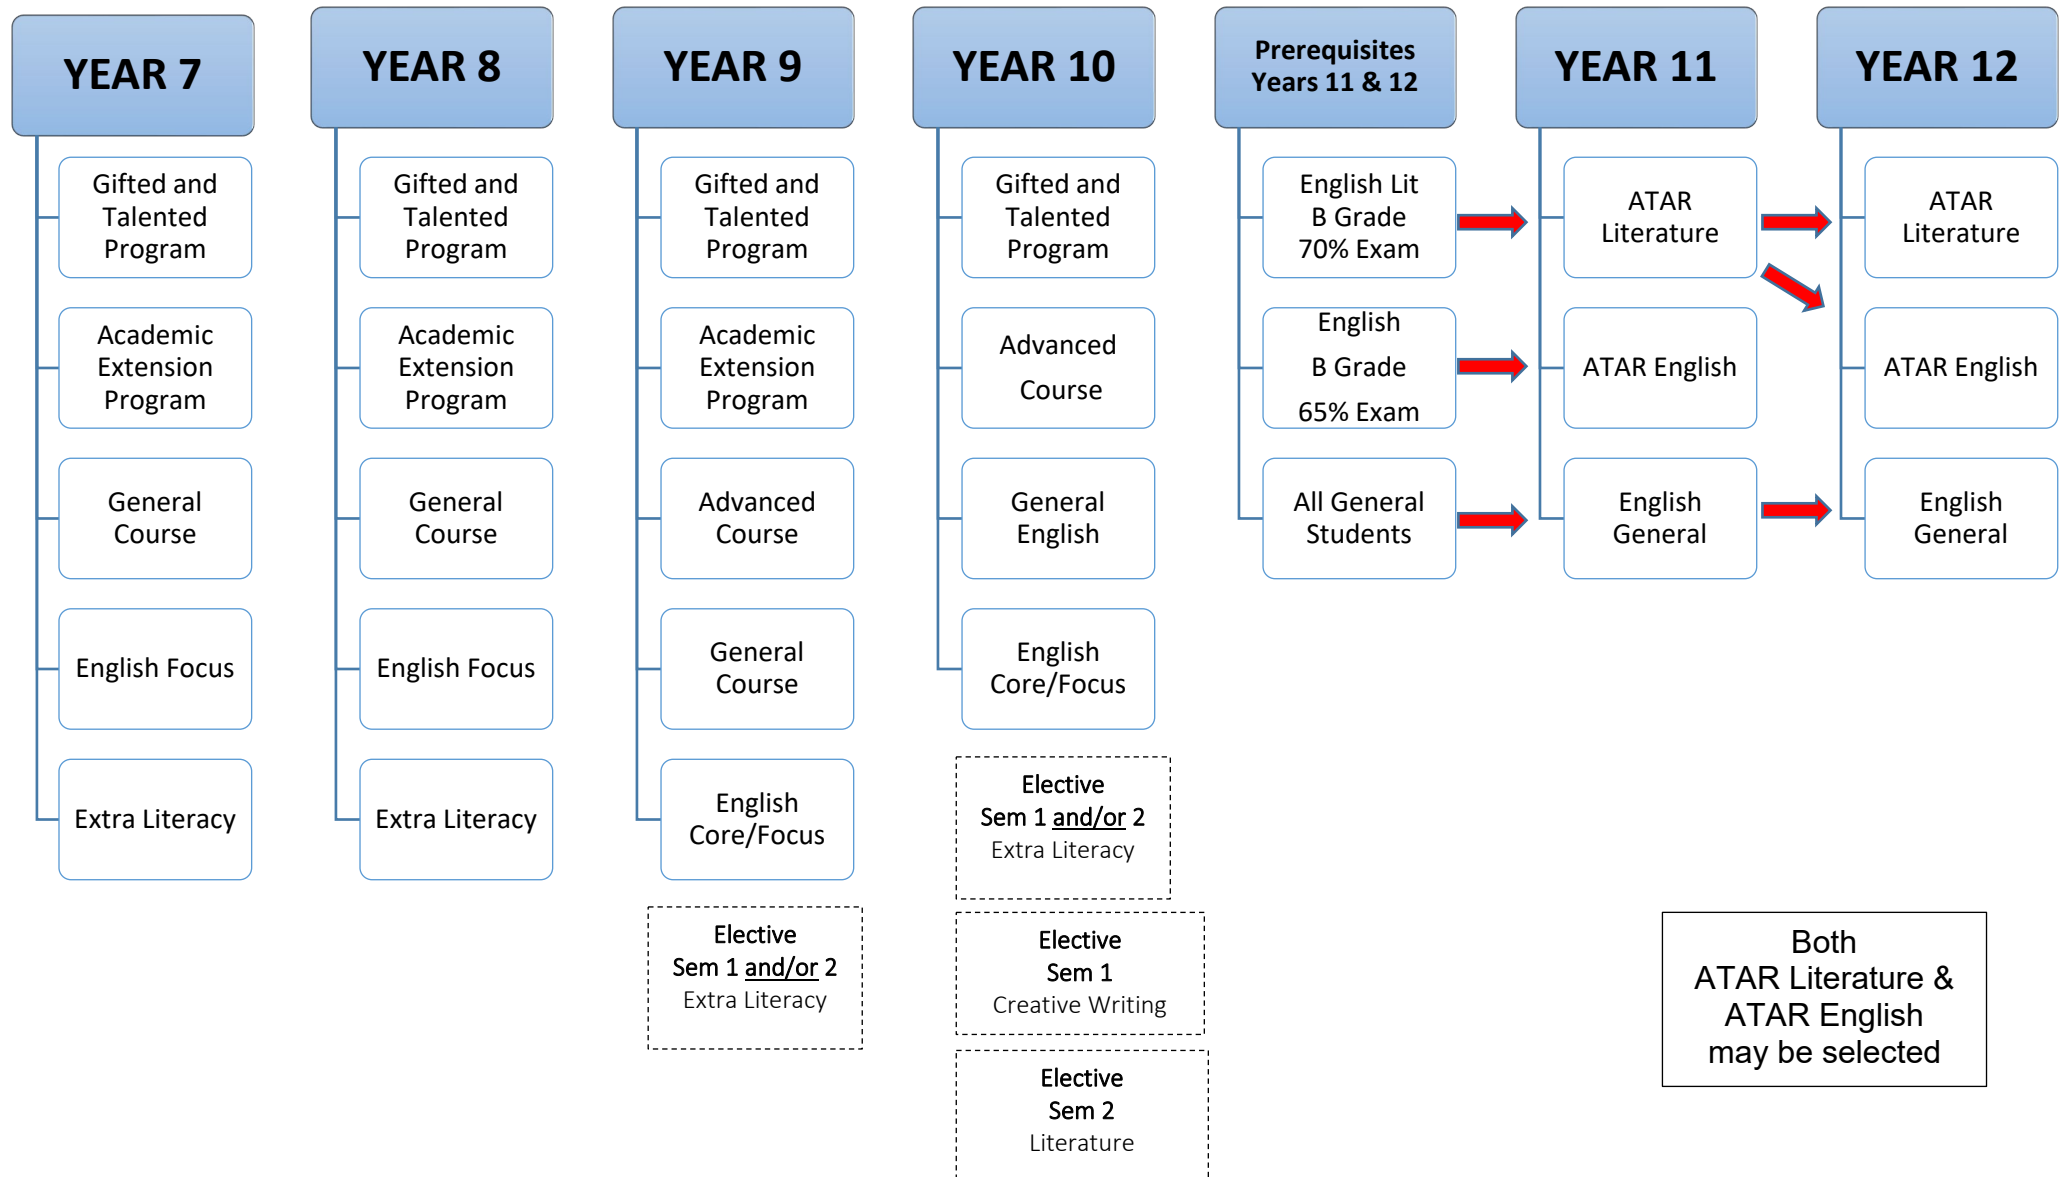 YEAR 7
Gifted and
Talented
Program
Academic
Extension
Program
General
Course
English Focus
Extra Literacy
YEAR 8
Gifted and
Talented
Program
Academic
Extension
Program
General
Course
English Focus
Extra Literacy
YEAR 9
Gifted and
Talented
Program
Academic
Extension
Program
Advanced
Course
General
Course
English
Core/Focus
Elective
Sem 1 and/or 2
Extra Literacy
YEAR 10
Gifted and
Talented
Program
Advanced
Course
General
English
English
Core/Focus
Elective
Sem 1 and/or 2
Extra Literacy
Elective
Sem 1
Creative Writing
Elective
Sem 2
Literature
Prerequisites
Years 11 & 12
English Lit
B Grade
70% Exam
English
B Grade
65% Exam
All General
Students
YEAR 11
ATAR
Literature
ATAR English
English
General
YEAR 12
ATAR
Literature
ATAR English
English
General
Both
ATAR Literature &
ATAR English
may be selected